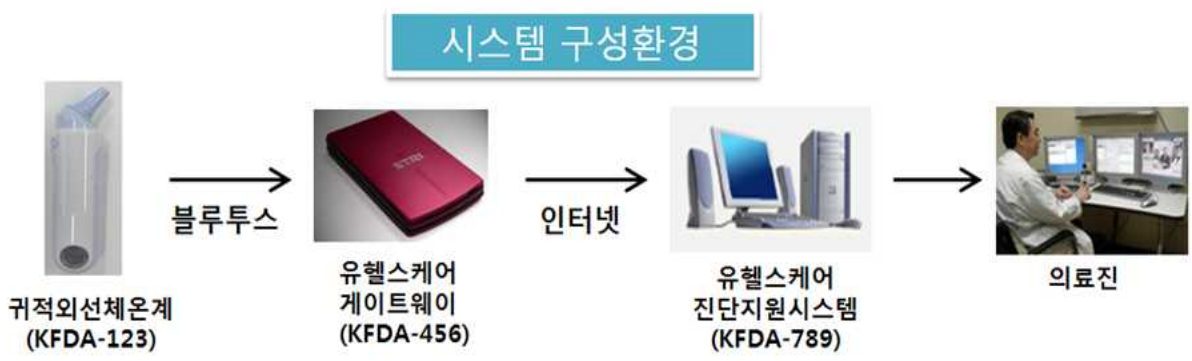 시스템 구성환경
ETRI
블루투스
인터넷
귀적외선체온계
(KFDA-123)
유헬스케어
게이트웨이
(KFDA-456)
유헬스케어
진단지원시스템
(KFDA-789)
의료진